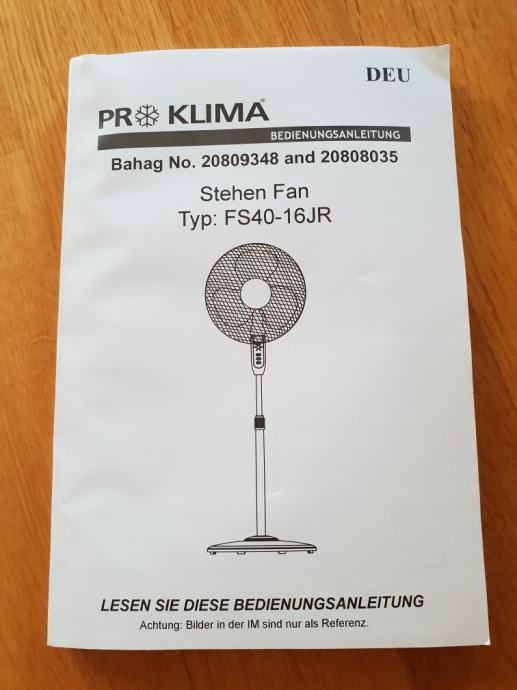 DEU
PRO KLIMA®
BEDIENUNGSANLEITUNG
Bahag No. 20809348 and 20808035
Stehen Fan
Typ: FS40-16JR
LESEN SIE DIESE BEDIENUNGSANLEITUNG
Achtung: Bilder in der IM sind nur als Referenz.